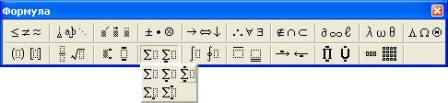 Формула
≤ ≠ ≈ ∫ a,b ∙. ± • ⊗ → ⇔ ↓ ∴ ∀ ∃ ∉ ∩ ⊂ ∂ ∞ ℓ λ ω θ Λ Ω Θ
(▯) [▯] √▯ Σ▯ Σ▯ ∫▯ ∮▯ Π Ụ
Σ▯ Σ▯ Σ▯
Σ▯ Σ▯